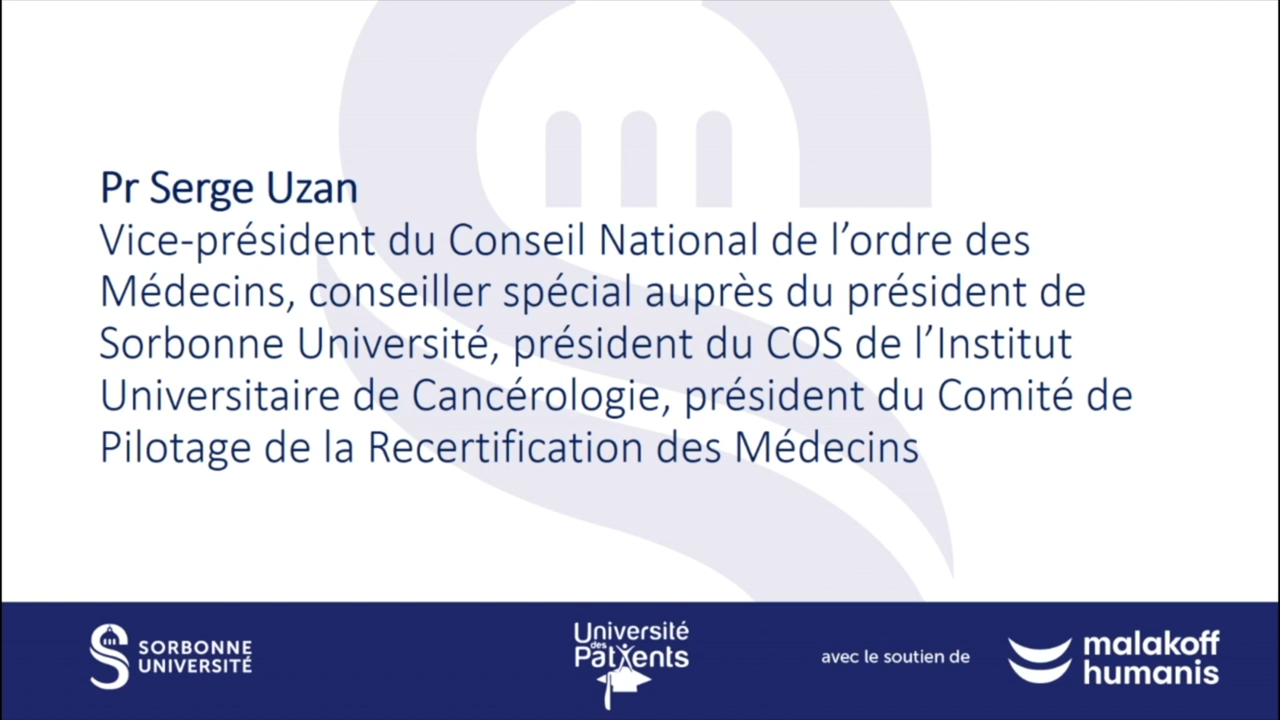 Pr Serge Uzan
Vice-président du Conseil National de l’ordre des
Médecins, conseiller spécial auprès du président de
Sorbonne Université, président du COS de l’Institut
Universitaire de Cancérologie, président du Comité de
Pilotage de la Recertification des Médecins
SORBONNE
UNIVERSITÉ
Université
des
Patients
avec le soutien de
malakoff
humanis